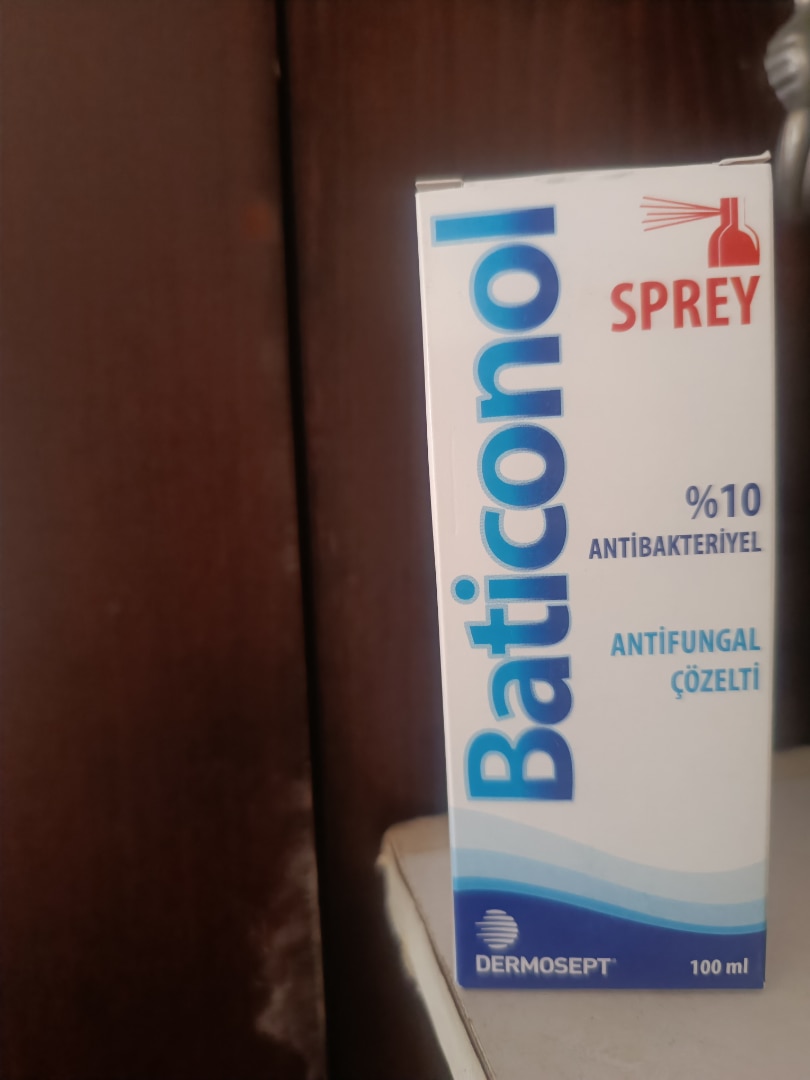 Baticonol
SPREY
%10
ANTİBAKTERİYEL
ANTİFUNGAL
ÇÖZELTİ
DERMOSEPT
100 ml